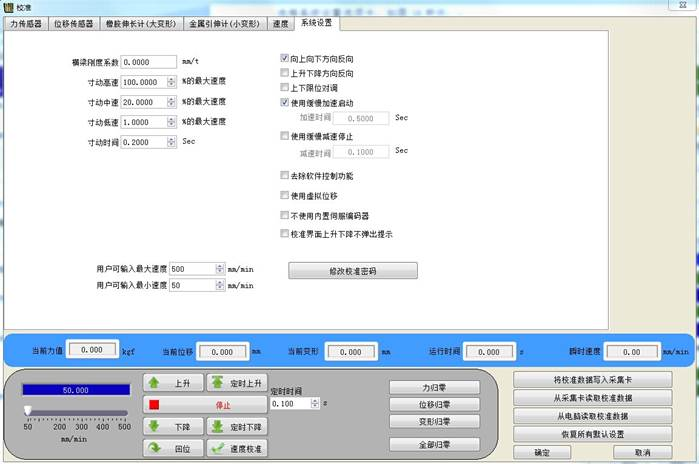 校准
力传感器 位移传感器 橡胶伸长计(大变形) 金属引伸计(小变形) 速度 系统设置
横梁刚度系数 0.0000 mm/t
寸动高速 100.0000 %的最大速度
寸动中速 20.0000 %的最大速度
寸动低速 1.0000 %的最大速度
寸动时间 0.2000 Sec
向上向下方向反向
上升下降方向反向
上下限位对调
使用缓慢加速启动
加速时间 0.5000 Sec
使用缓慢减速停止
减速时间 0.1000 Sec
去除软件控制功能
使用虚拟位移
不使用内置伺服编码器
校准界面上升下降不弹出提示
用户可输入最大速度 500 mm/min
用户可输入最小速度 50 mm/min
修改校准密码
当前力值 0.000 kgf 当前位移 0.000 mm 当前变形 0.000 mm 运行时间 0.000 s 瞬时速度 0.00 mm/min
50.000
50 100 200 300 400 500
mm/min
上升 定时上升
停止
下降 定时下降
回位 速度校准
定时时间
0.100 s
力归零
位移归零
变形归零
全部归零
将校准数据写入采集卡
从采集卡读取校准数据
从电脑读取校准数据
恢复所有默认设置
确定 取消